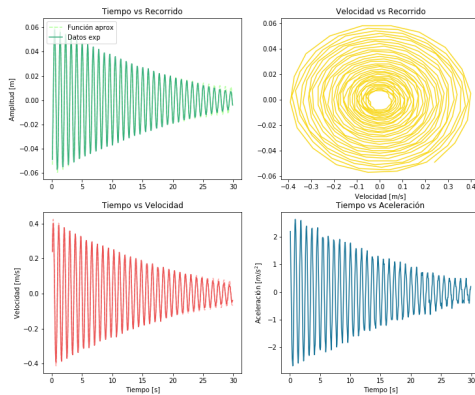 Tiempo vs Recorrido
Amplitud [m]
0.06
0.04
0.02
0.00
−0.02
−0.04
−0.06
Función aprox
Datos exp
0 5 10 15 20 25 30
Velocidad vs Recorrido
0.06
0.04
0.02
0.00
−0.02
−0.04
−0.06
−0.4 −0.3 −0.2 −0.1 0.0 0.1 0.2 0.3 0.4
Velocidad [m/s]
Tiempo vs Velocidad
Velocidad [m/s]
0.4
0.2
0.0
−0.2
−0.4
0 5 10 15 20 25 30
Tiempo [s]
Tiempo vs Aceleración
Aceleración [m/s²]
2
1
0
−1
−2
0 5 10 15 20 25 30
Tiempo [s]